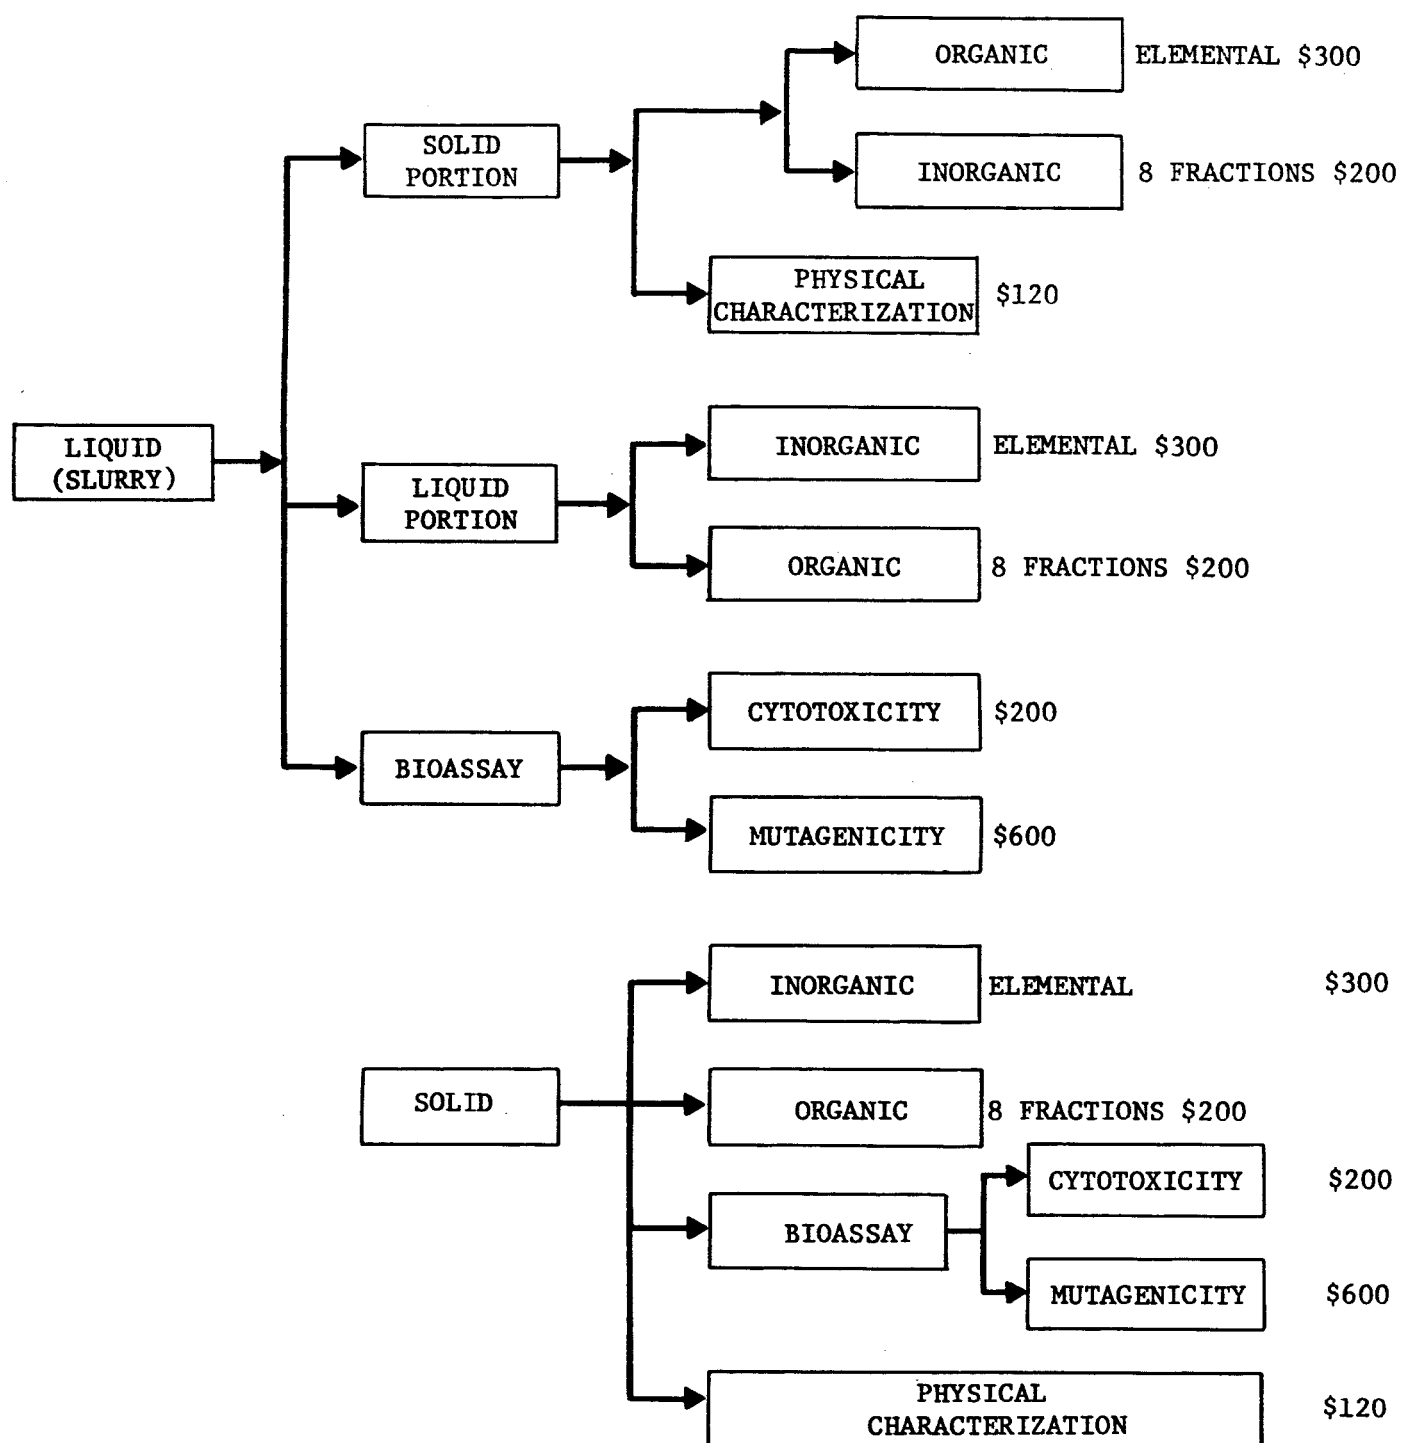 ORGANIC ELEMENTAL $300
SOLID
PORTION
INORGANIC 8 FRACTIONS $200
PHYSICAL
CHARACTERIZATION
$120
LIQUID
(SLURRY)
INORGANIC ELEMENTAL $300
LIQUID
PORTION
ORGANIC 8 FRACTIONS $200
CYTOTOXICITY $200
BIOASSAY
MUTAGENICITY $600
INORGANIC ELEMENTAL $300
SOLID
ORGANIC 8 FRACTIONS $200
CYTOTOXICITY $200
BIOASSAY
MUTAGENICITY $600
PHYSICAL
CHARACTERIZATION
$120